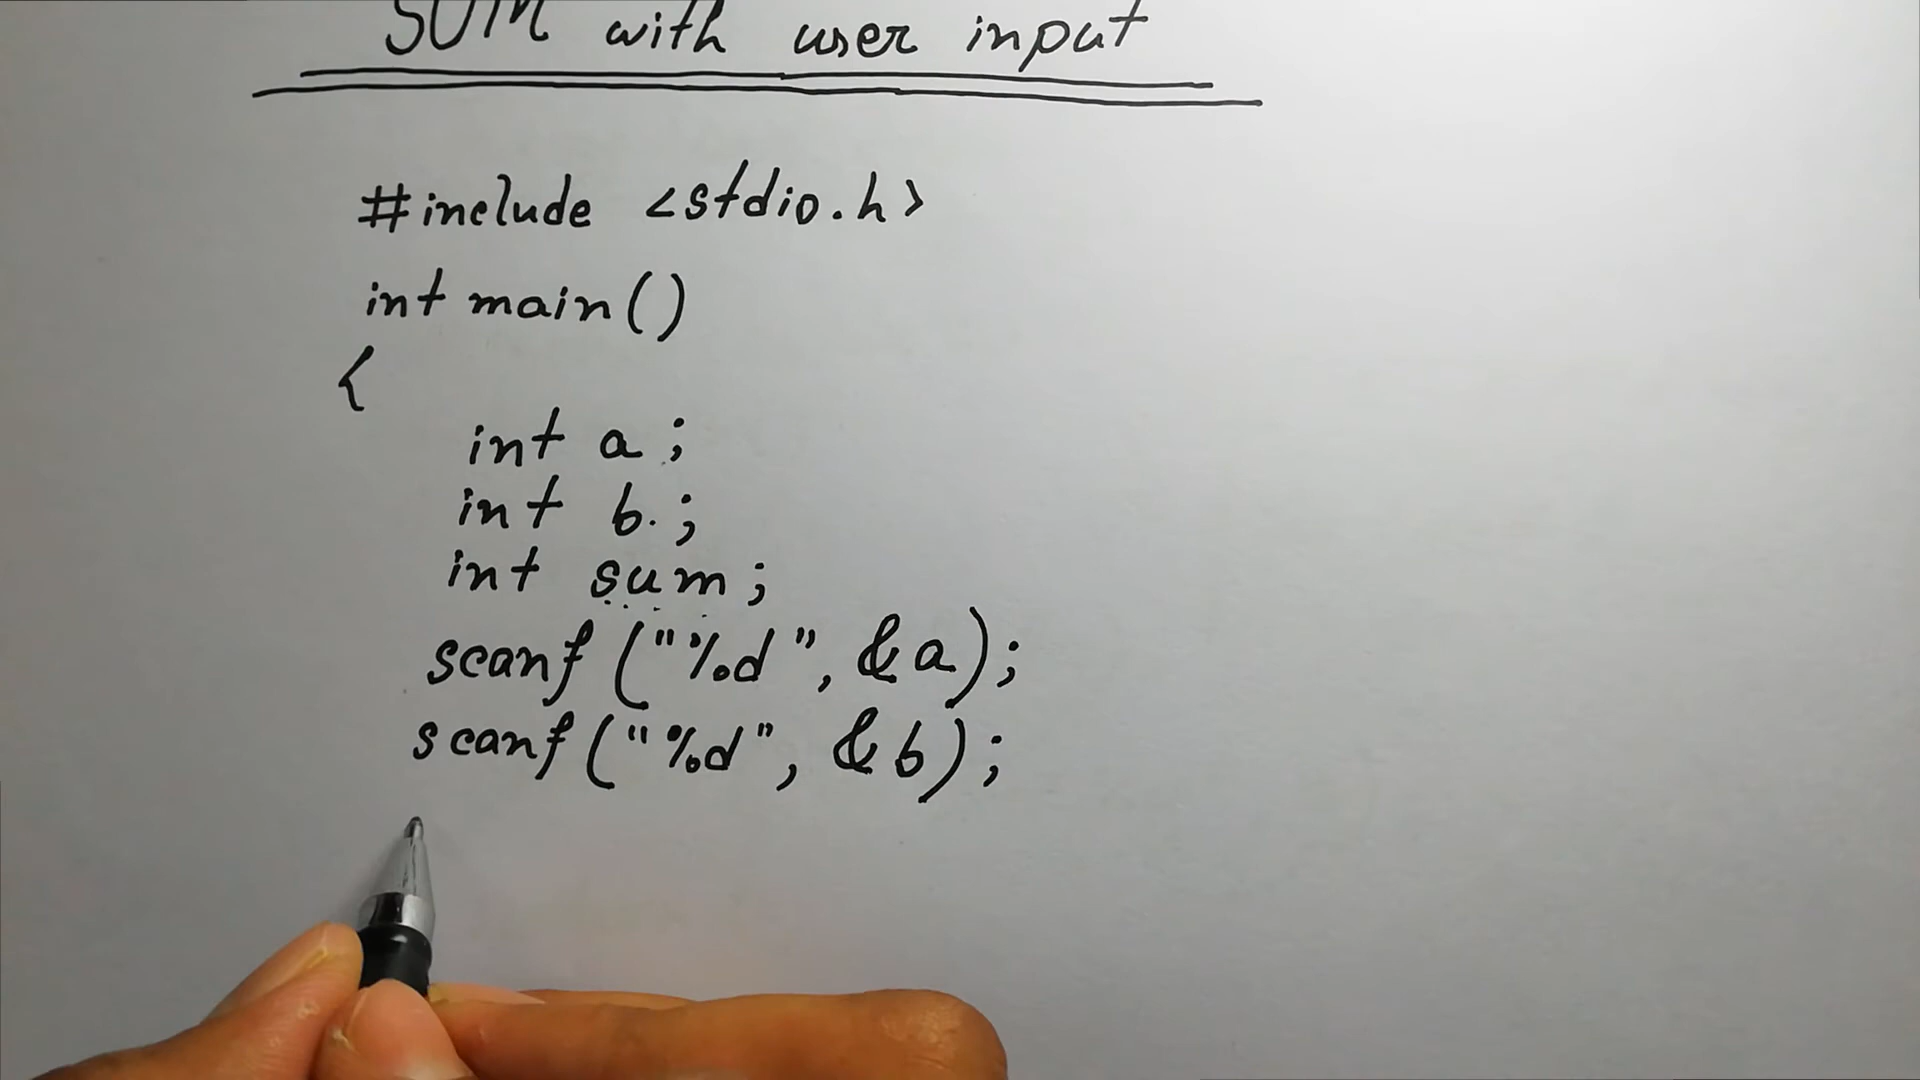 SUM with user input
#include <stdio.h>
int main()
{
int a;
int b;
int sum;
scanf("%d", &a);
scanf("%d", &b);